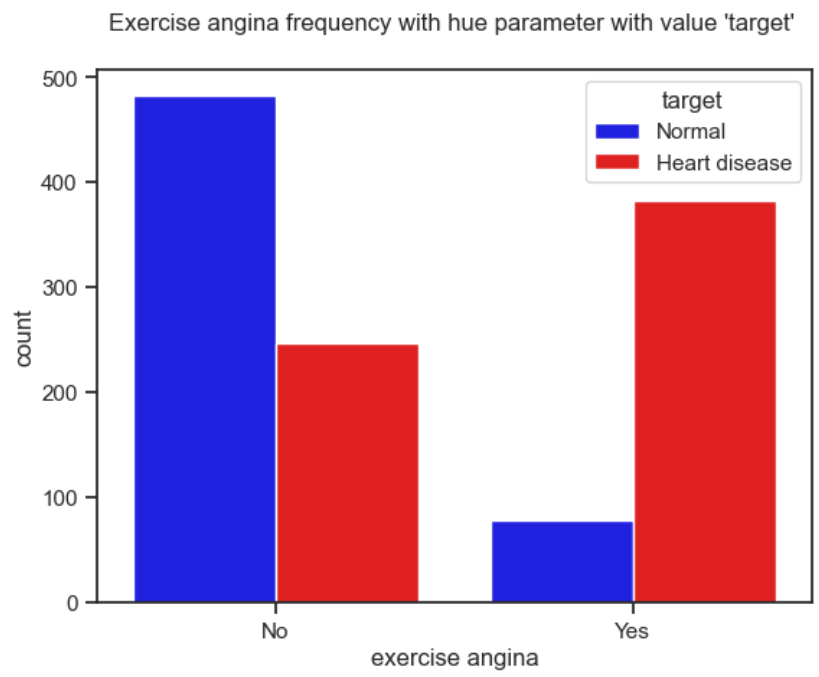 Exercise angina frequency with hue parameter with value 'target'
500
400
300
200
100
0
count
target
Normal
Heart disease
No
Yes
exercise angina